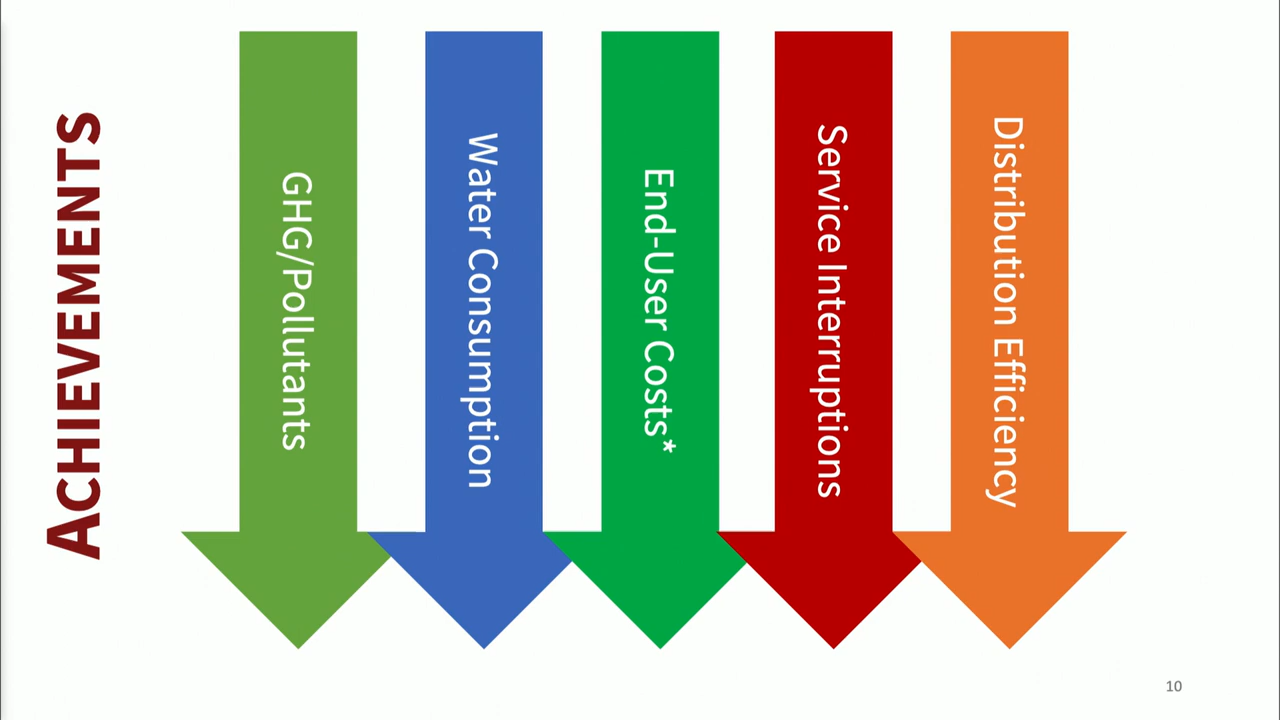 ACHIEVEMENTS
GHG/Pollutants
Water Consumption
End-User Costs*
Service Interruptions
Distribution Efficiency
10